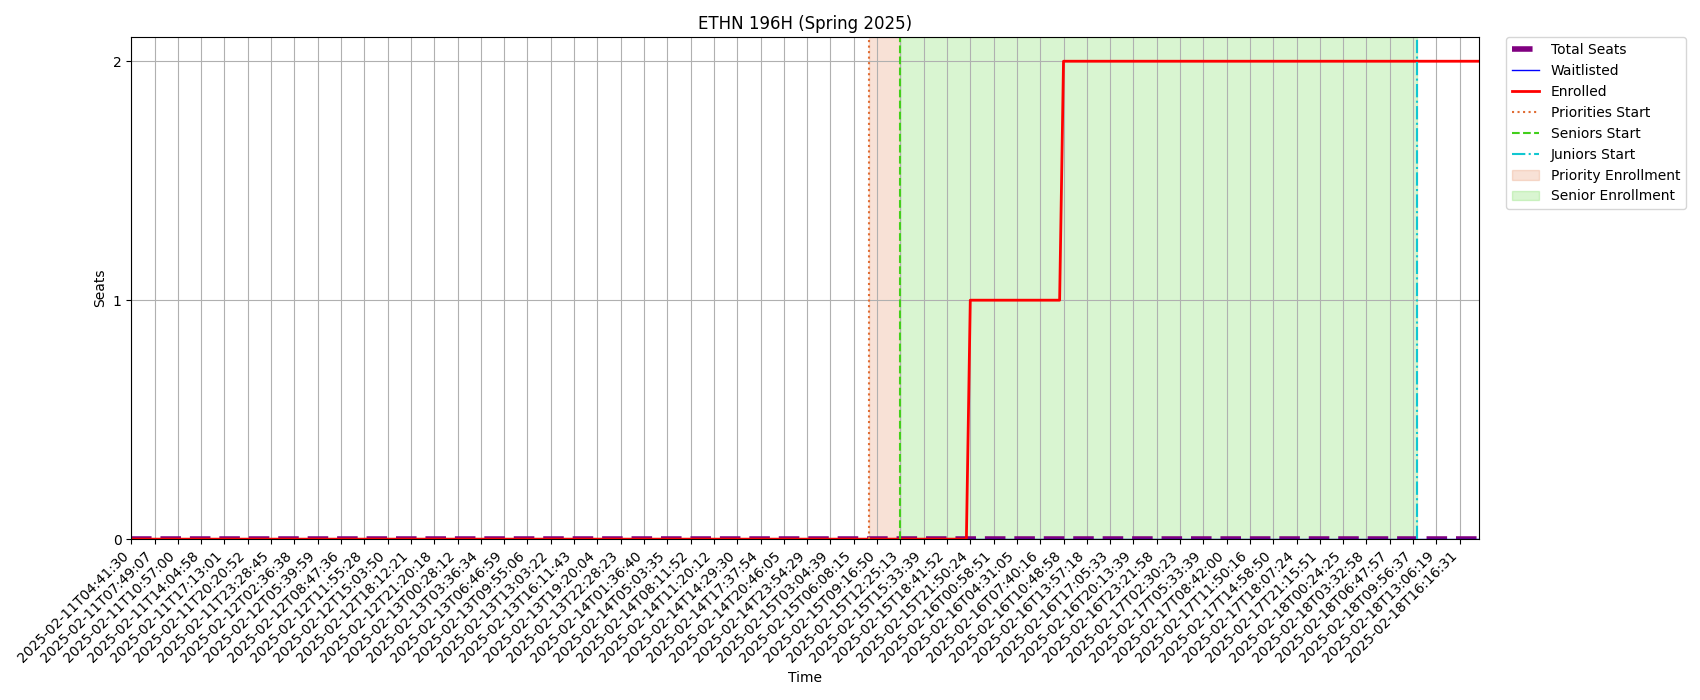 ETHN 196H (Spring 2025)
Total Seats
Waitlisted
Enrolled
Priorities Start
Seniors Start
Juniors Start
Priority Enrollment
Senior Enrollment
Seats
2
1
0
2025-02-11T04:41:30
2025-02-11T07:49:07
2025-02-11T10:57:00
2025-02-11T14:04:58
2025-02-11T17:13:01
2025-02-11T20:20:52
2025-02-11T23:28:45
2025-02-12T02:36:38
2025-02-12T05:39:59
2025-02-12T08:47:36
2025-02-12T11:55:28
2025-02-12T15:03:50
2025-02-12T18:12:21
2025-02-12T21:20:18
2025-02-13T00:28:12
2025-02-13T03:36:34
2025-02-13T06:46:59
2025-02-13T09:55:06
2025-02-13T13:03:22
2025-02-13T16:11:43
2025-02-13T19:20:04
2025-02-13T22:28:23
2025-02-14T01:36:40
2025-02-14T05:03:35
2025-02-14T08:11:52
2025-02-14T11:20:12
2025-02-14T14:29:30
2025-02-14T17:37:54
2025-02-14T20:46:05
2025-02-14T23:54:29
2025-02-15T03:04:39
2025-02-15T06:08:15
2025-02-15T09:16:50
2025-02-15T12:25:13
2025-02-15T15:33:39
2025-02-15T18:41:52
2025-02-15T21:50:24
2025-02-16T00:58:51
2025-02-16T04:31:05
2025-02-16T07:40:16
2025-02-16T10:48:58
2025-02-16T13:57:18
2025-02-16T17:05:33
2025-02-16T20:13:39
2025-02-16T23:21:58
2025-02-17T02:30:23
2025-02-17T05:33:39
2025-02-17T08:42:00
2025-02-17T11:50:16
2025-02-17T14:58:50
2025-02-17T18:07:24
2025-02-17T21:15:51
2025-02-18T00:24:25
2025-02-18T03:32:58
2025-02-18T06:47:57
2025-02-18T09:56:37
2025-02-18T13:06:19
2025-02-18T16:16:31
Time